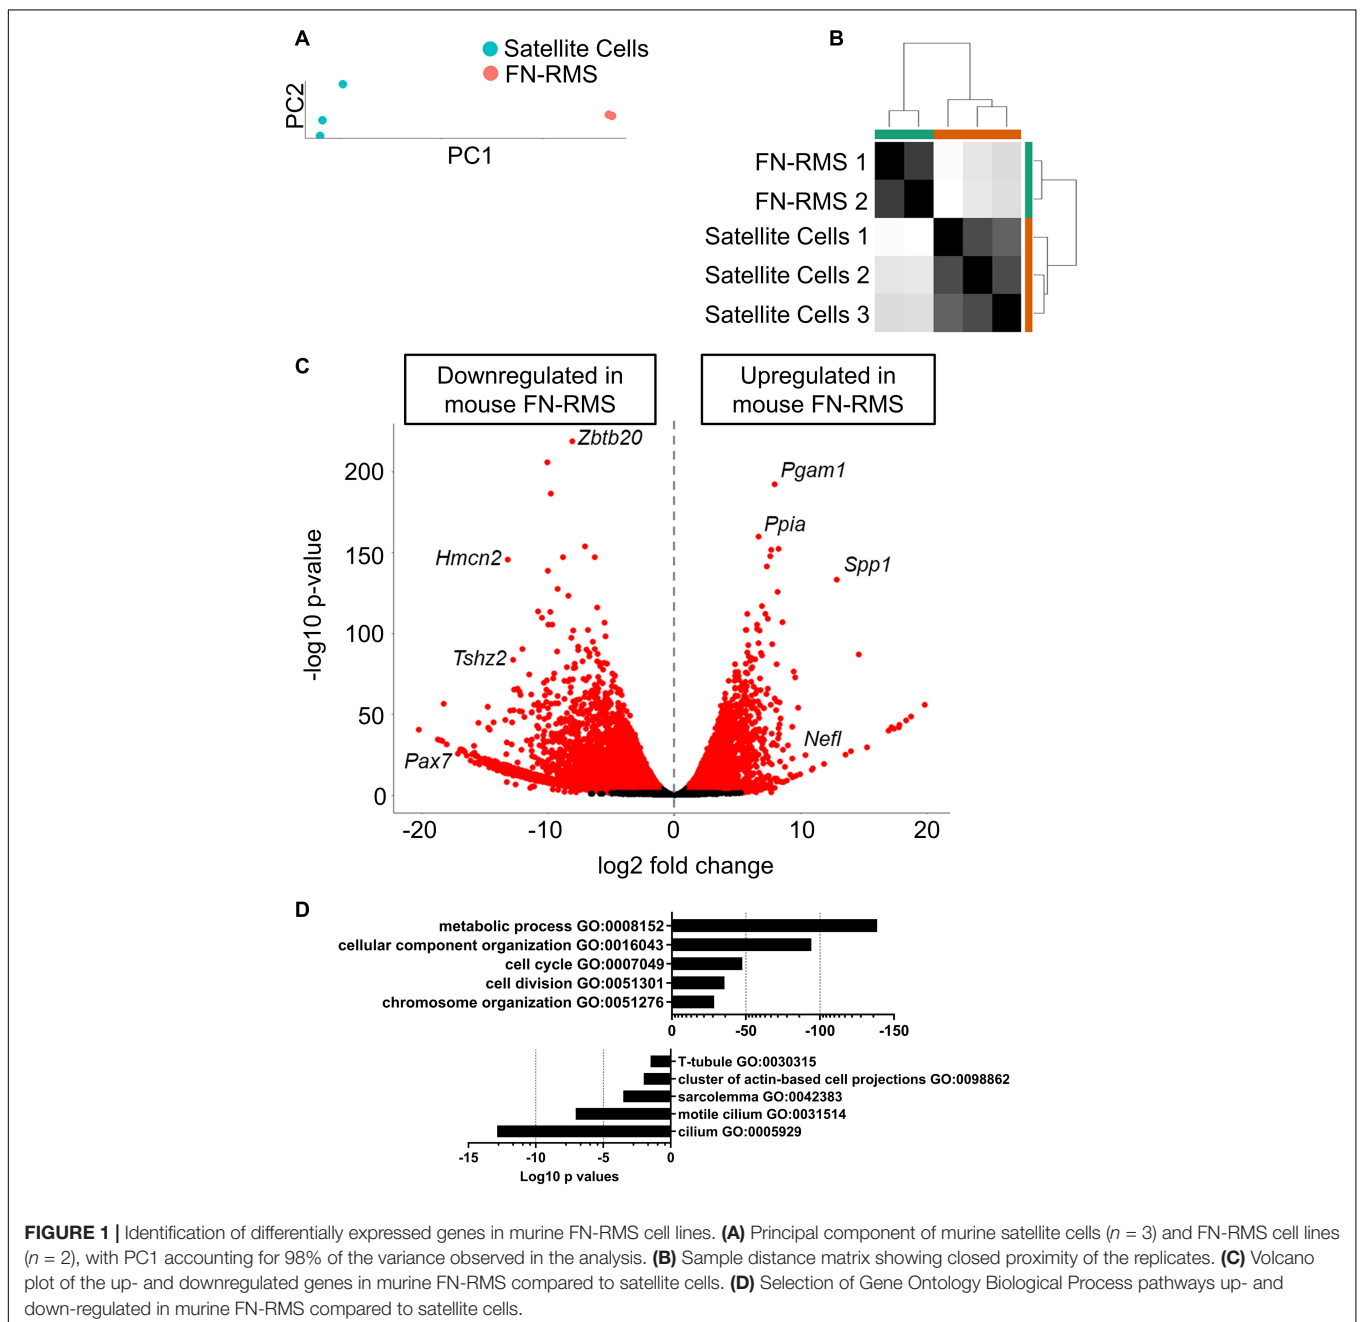 A
Satellite Cells
FN-RMS
PC2
PC1
B
FN-RMS 1
FN-RMS 2
Satellite Cells 1
Satellite Cells 2
Satellite Cells 3
C
Downregulated in
mouse FN-RMS
Upregulated in
mouse FN-RMS
Zbtb20
Pgam1
Ppia
Hmcn2
Spp1
Tshz2
Nefl
Pax7
-log10 p-value
200
150
100
50
0
-20 -10 0 10 20
log2 fold change
D
metabolic process GO:0008152
cellular component organization GO:0016043
cell cycle GO:0007049
cell division GO:0051301
chromosome organization GO:0051276
0 -50 -100 -150
T-tubule GO:0030315
cluster of actin-based cell projections GO:0098862
sarcolemma GO:0042383
motile cilium GO:0031514
cilium GO:0005929
-15 -10 -5 0
Log10 p values
FIGURE 1 | Identification of differentially expressed genes in murine FN-RMS cell lines. (A) Principal component of murine satellite cells (n = 3) and FN-RMS cell lines
(n = 2), with PC1 accounting for 98% of the variance observed in the analysis. (B) Sample distance matrix showing closed proximity of the replicates. (C) Volcano
plot of the up- and downregulated genes in murine FN-RMS compared to satellite cells. (D) Selection of Gene Ontology Biological Process pathways up- and
down-regulated in murine FN-RMS compared to satellite cells.